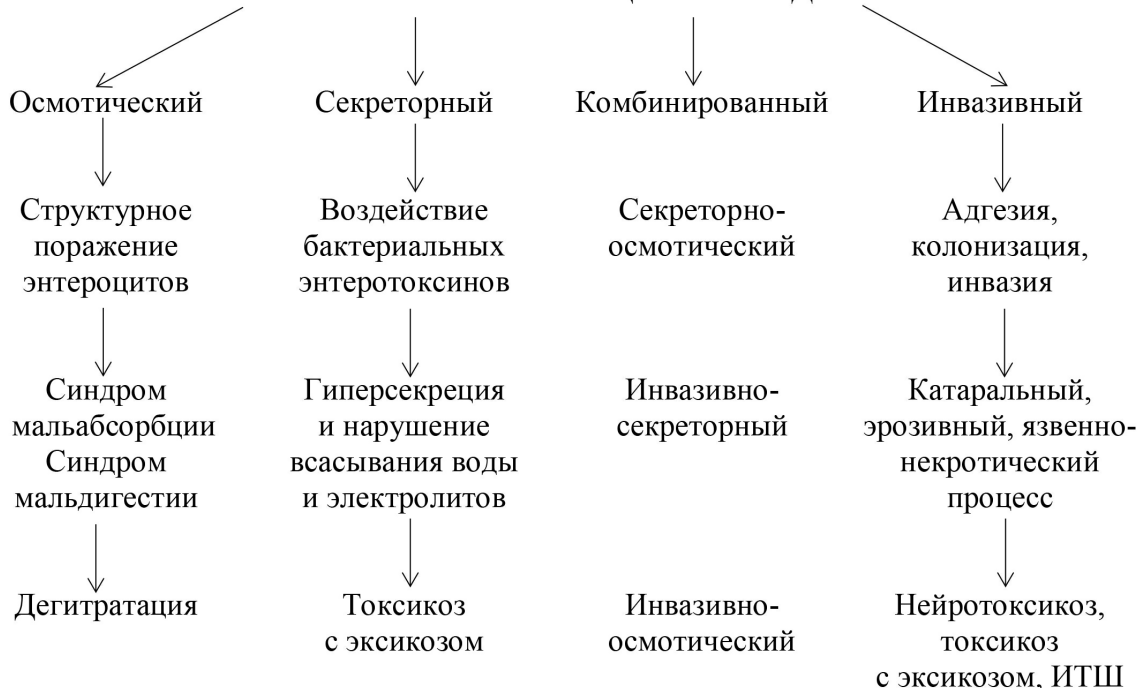 Осмотический
Секреторный
Комбинированный
Инвазивный
Структурное
поражение
энтероцитов
Воздействие
бактериальных
энтеротоксинов
Секреторно-
осмотический
Адгезия,
колонизация,
инвазия
Синдром
мальабсорбции
Синдром
мальдигестии
Гиперсекреция
и нарушение
всасывания воды
и электролитов
Инвазивно-
секреторный
Катаральный,
эрозивный, язвенно-
некротический
процесс
Дегитратация
Токсикоз
с эксикозом
Инвазивно-
осмотический
Нейротоксикоз,
токсикоз
с эксикозом, ИТШ